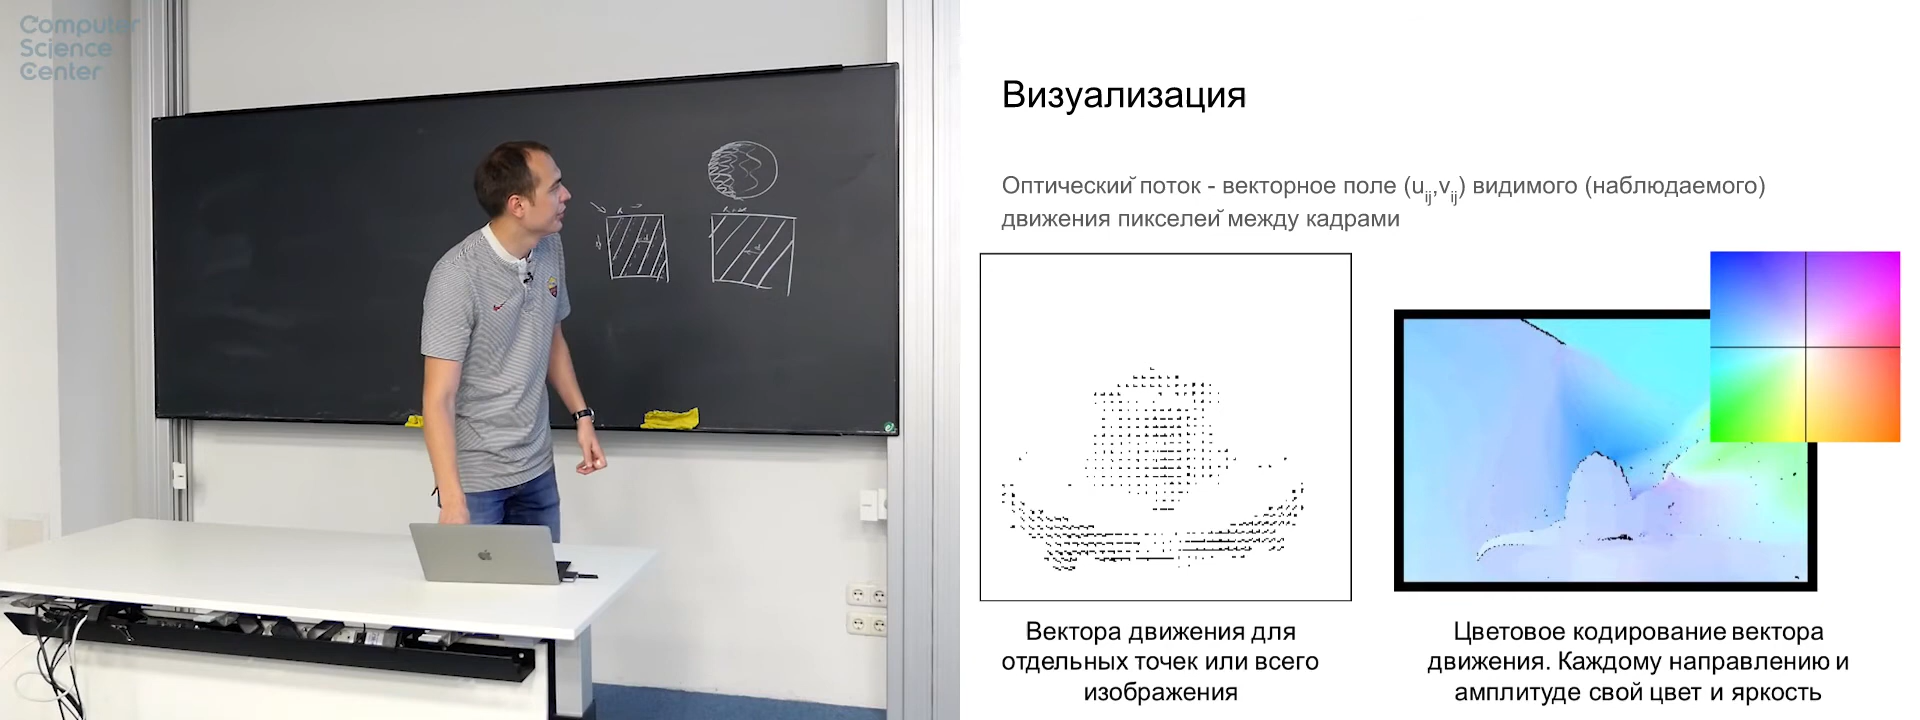 Computer
Science
Center
Визуализация
Оптический поток - векторное поле (uij,vij) видимого (наблюдаемого)
движения пикселей между кадрами
Вектора движения для
отдельных точек или всего
изображения
Цветовое кодирование вектора
движения. Каждому направлению и
амплитуде свой цвет и яркость